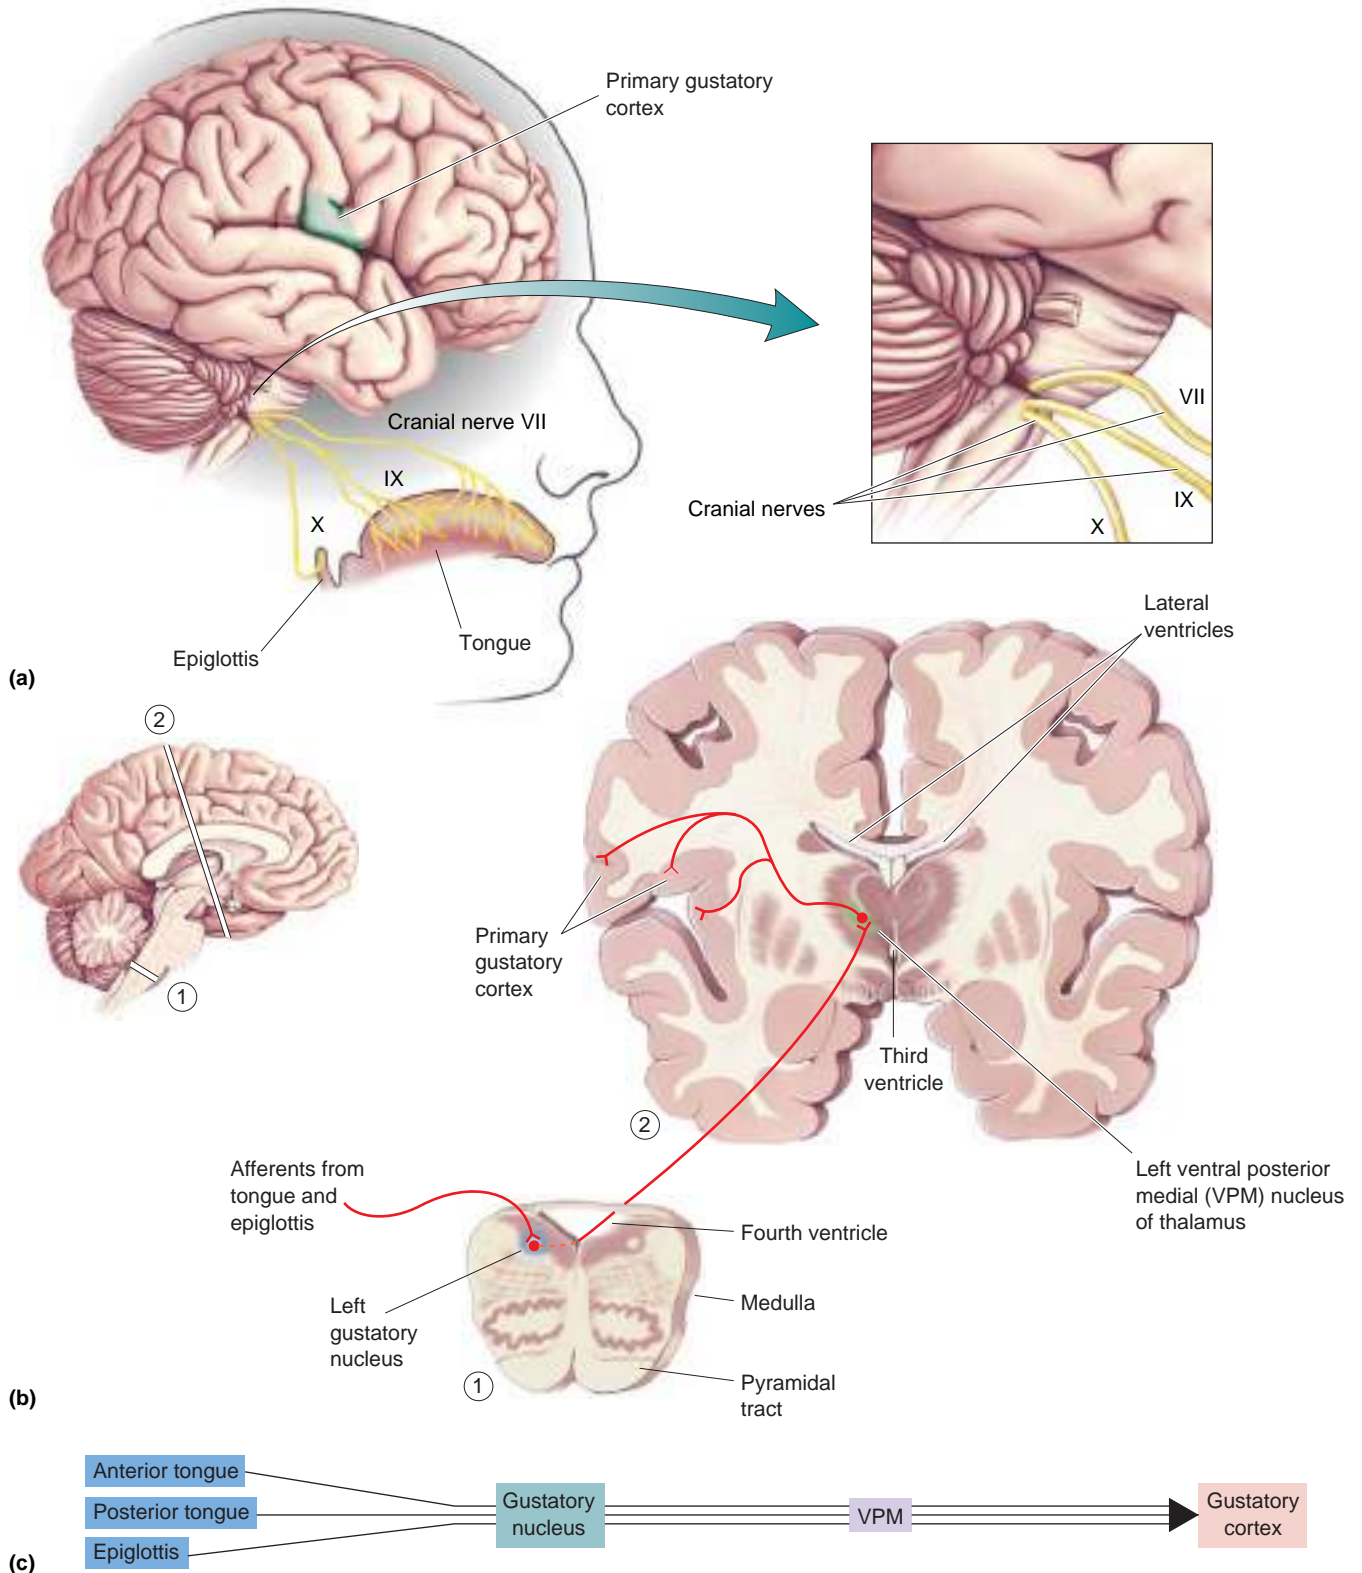 Primary gustatory
cortex
Cranial nerve VII
IX
X
Epiglottis
Tongue
VII
IX
X
Cranial nerves
(a)
2
1
Lateral
ventricles
Primary
gustatory
cortex
Third
ventricle
2
Left ventral posterior
medial (VPM) nucleus
of thalamus
Afferents from
tongue and
epiglottis
Fourth ventricle
Left
gustatory
nucleus
Medulla
1
Pyramidal
tract
(b)
Anterior tongue
Posterior tongue
Epiglottis
Gustatory
nucleus
VPM
Gustatory
cortex
(c)